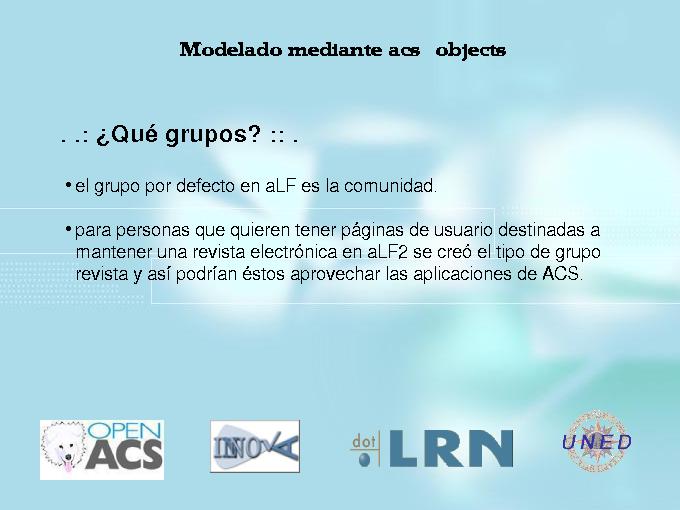 Modelado mediante acs objects
. .: ¿Qué grupos? :: .
• el grupo por defecto en aLF es la comunidad.
• para personas que quieren tener páginas de usuario destinadas a
mantener una revista electrónica en aLF2 se creó el tipo de grupo
revista y así podrían éstos aprovechar las aplicaciones de ACS.
OPEN
ACS
INNOVA
dot LRN
UNED